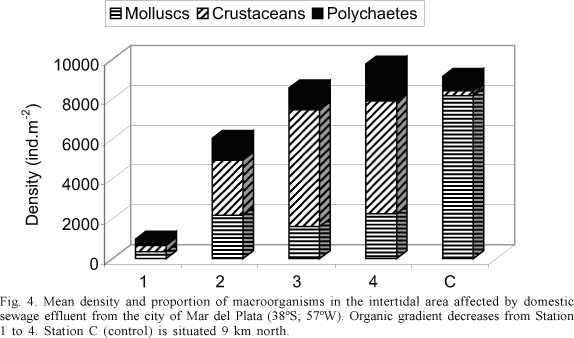 Molluscs Crustaceans Polychaetes
10000
8000
6000
4000
2000
0
Density (ind.m-2)
1 2 3 4 C
Fig. 4. Mean density and proportion of macroorganisms in the intertidal area affected by domestic
sewage effluent from the city of Mar del Plata (38ºS; 57ºW). Organic gradient decreases from Station
1 to 4. Station C (control) is situated 9 km north.